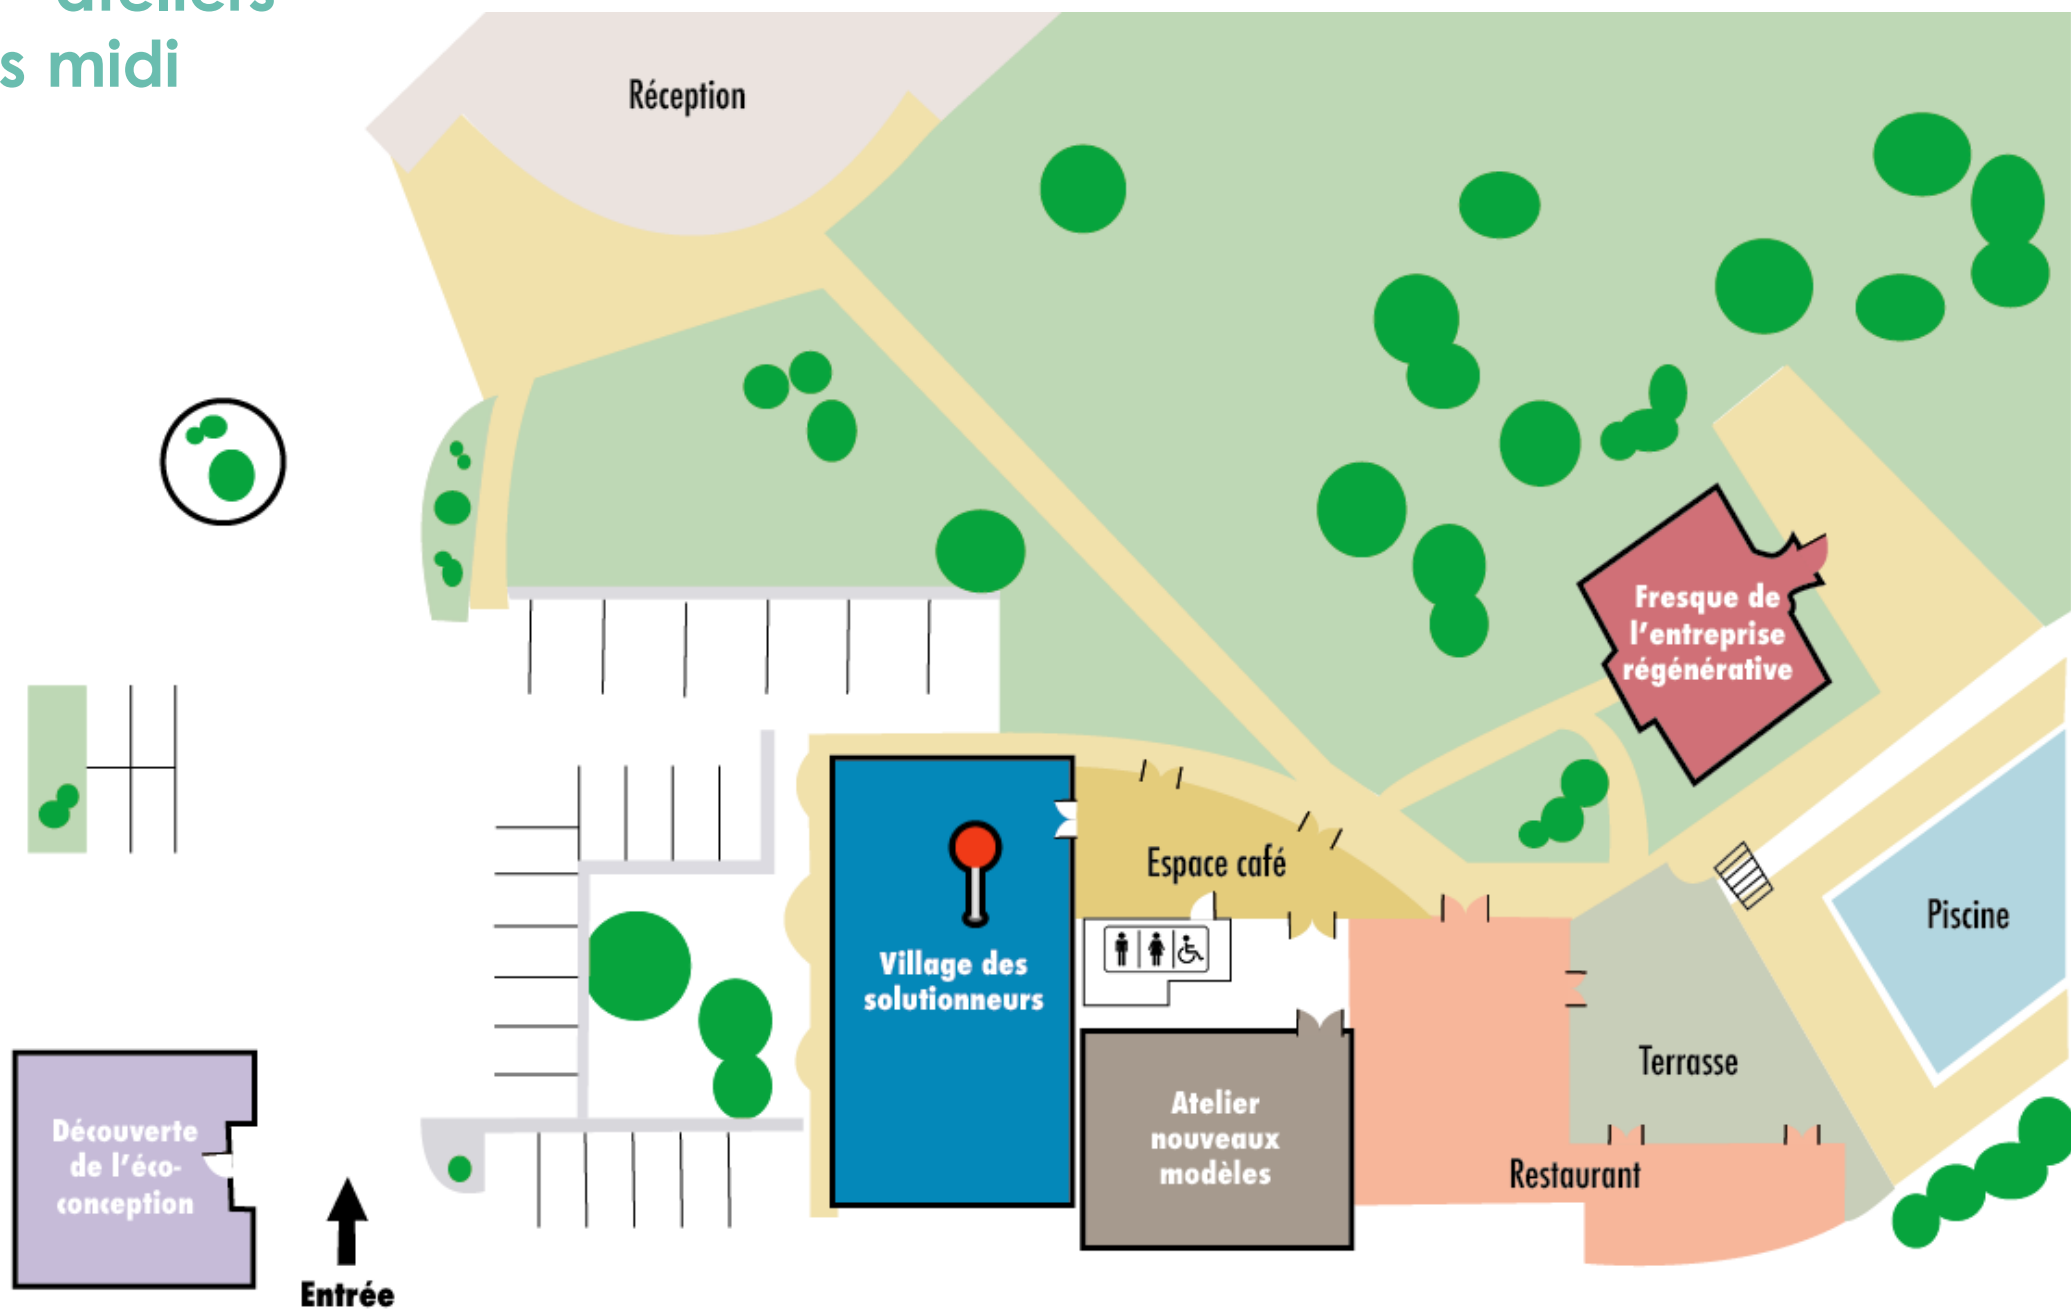 ateliers
s midi
Réception
Fresque de
l'entreprise
régénérative
Espace café
Piscine
Village des
solutionneurs
Terrasse
Atelier
nouveaux
modèles
Restaurant
Découverte
de l'éco-
conception
Entrée